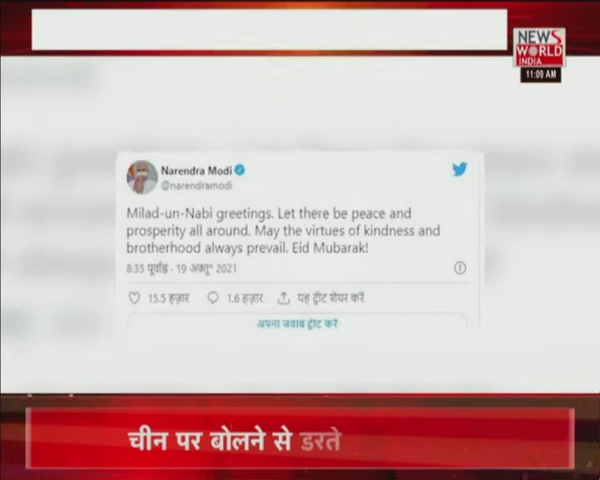 NEWS
WORLD
INDIA
11:09 AM
Narendra Modi
@narendramodi
Milad-un-Nabi greetings. Let there be peace and
prosperity all around. May the virtues of kindness and
brotherhood always prevail. Eid Mubarak!
8:35 पूर्वाह्न · 19 अक्तू॰ 2021
15.5 हज़ार 1.6 हज़ार यह ट्वीट शेयर करें
अपना जवाब ट्वीट करें
चीन पर बोलने से डरते